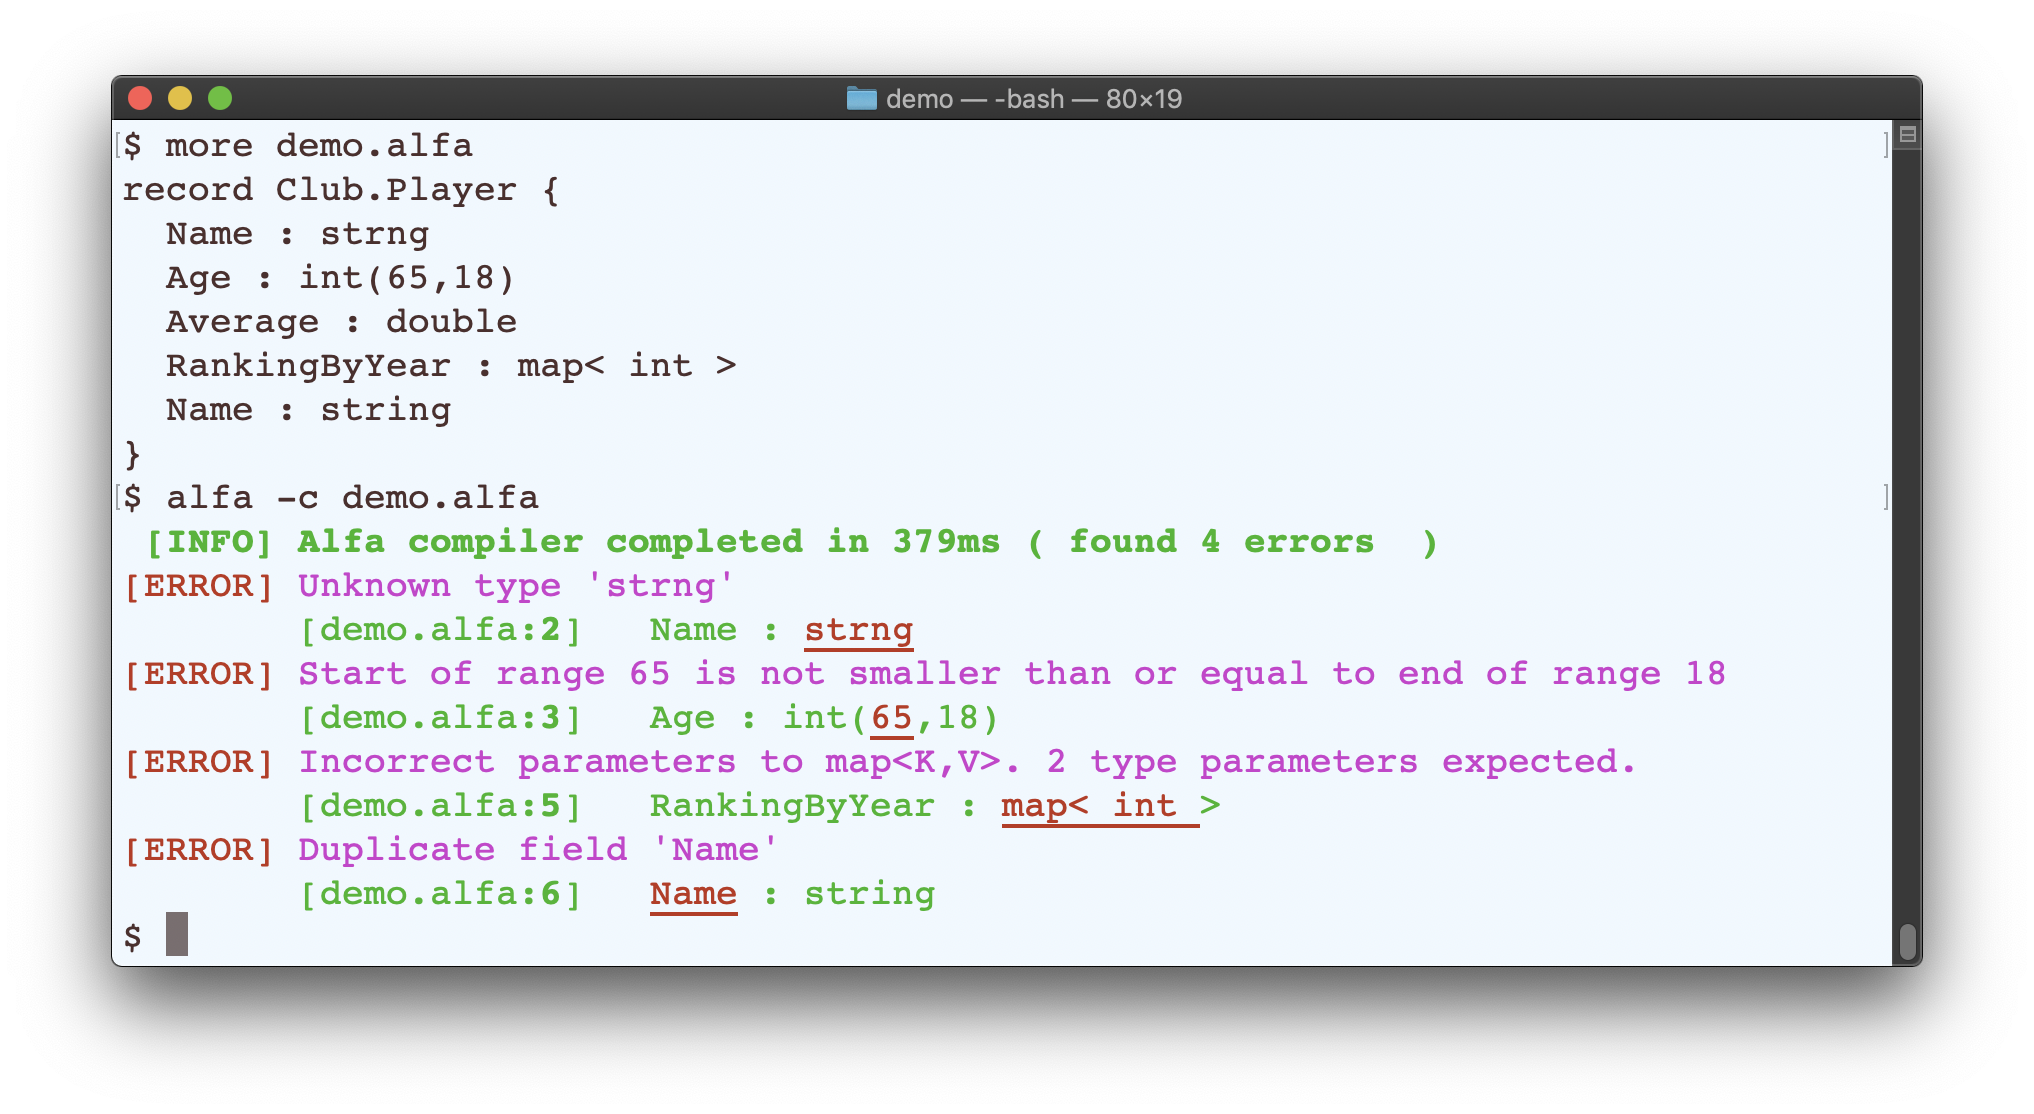 demo — -bash — 80×19
[$ more demo.alfa ]
record Club.Player {
  Name : strng
  Age : int(65,18)
  Average : double
  RankingByYear : map< int >
  Name : string
}
[$ alfa -c demo.alfa ]
 [INFO] Alfa compiler completed in 379ms ( found 4 errors  )
[ERROR] Unknown type 'strng'
        [demo.alfa:2]   Name : strng
[ERROR] Start of range 65 is not smaller than or equal to end of range 18
        [demo.alfa:3]   Age : int(65,18)
[ERROR] Incorrect parameters to map<K,V>. 2 type parameters expected.
        [demo.alfa:5]   RankingByYear : map< int >
[ERROR] Duplicate field 'Name'
        [demo.alfa:6]   Name : string
$